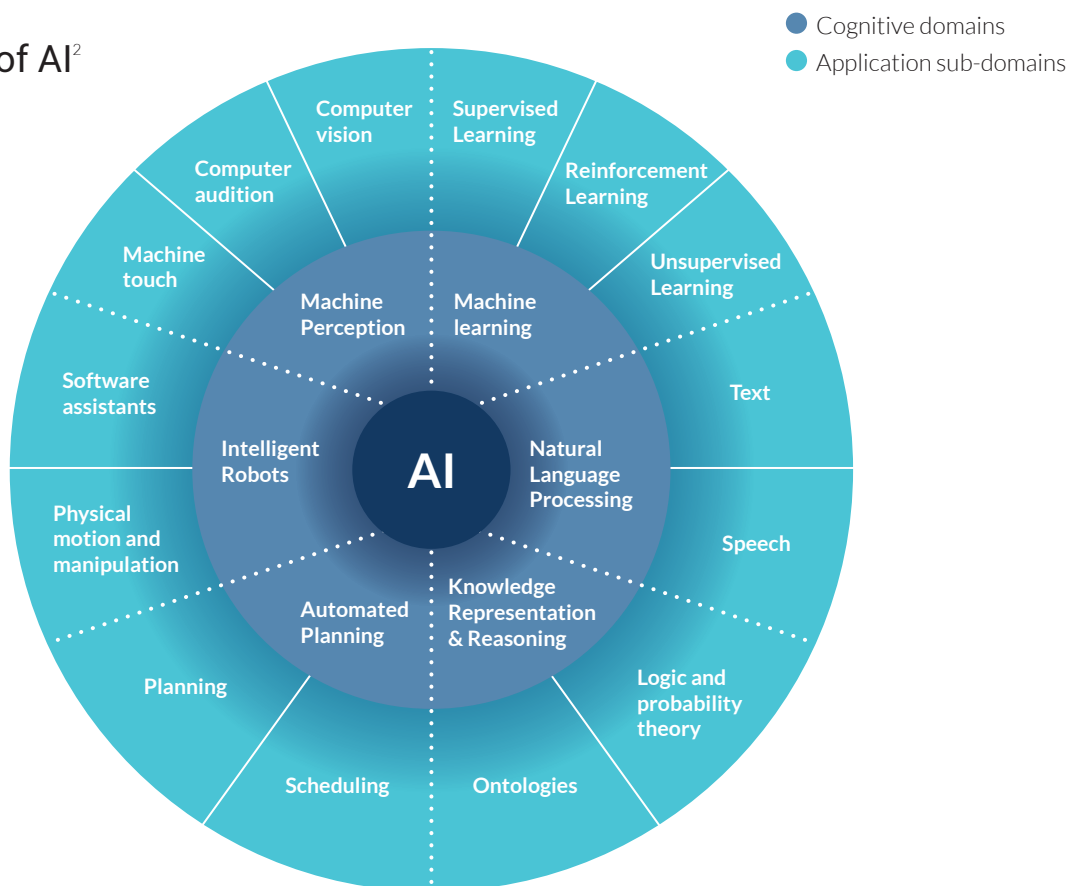 of AI²
Cognitive domains
Application sub-domains
Computer
vision
Supervised
Learning
Computer
audition
Reinforcement
Learning
Machine
touch
Unsupervised
Learning
Machine
Perception
Machine
learning
Software
assistants
Text
Intelligent
Robots
AI
Natural
Language
Processing
Physical
motion and
manipulation
Speech
Automated
Planning
Knowledge
Representation
& Reasoning
Planning
Logic and
probability
theory
Scheduling
Ontologies